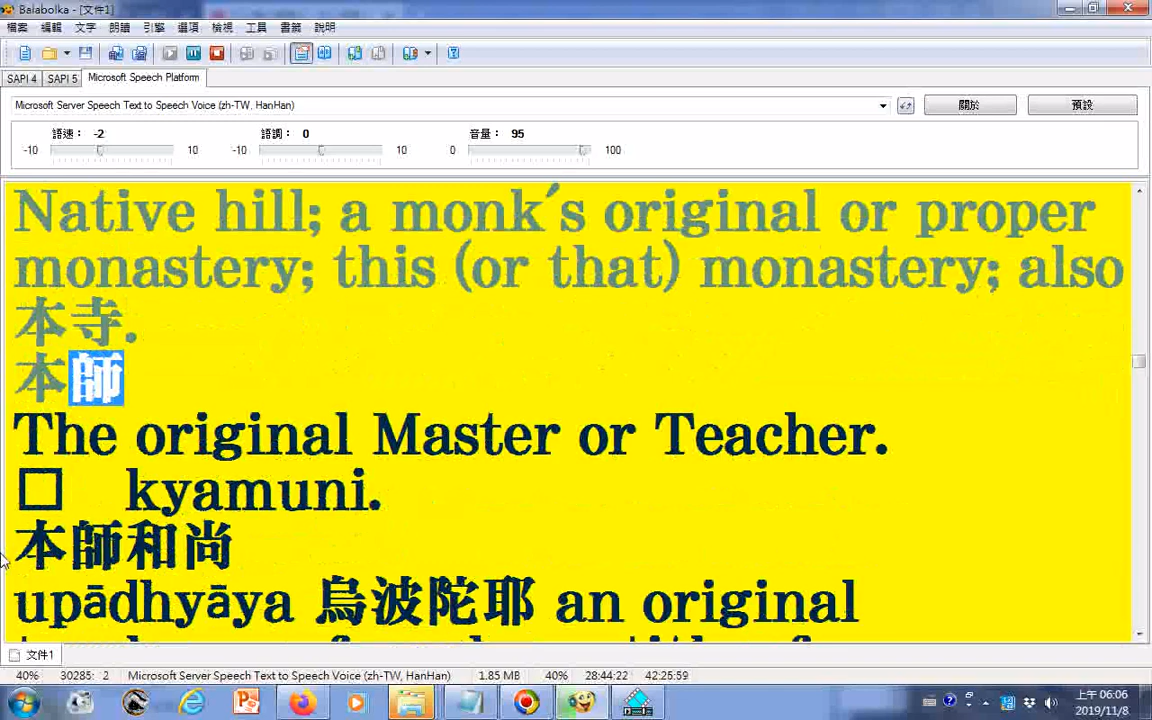 Balabolka - [文件1]
檔案 編輯 文字 朗讀 引擎 選項 檢視 工具 書籤 說明
SAPI 4 SAPI 5 Microsoft Speech Platform
Microsoft Server Speech Text to Speech Voice (zh-TW, HanHan) 關於 預設
語速： -2 語調： 0 音量： 95
-10 10 -10 10 0 100
Native hill; a monk´s original or proper
monastery; this (or that) monastery; also
本寺.
本師
The original Master or Teacher.
□ kyamuni.
本師和尚
upādhyāya 烏波陀耶 an original
文件1
40% 30285: 2 Microsoft Server Speech Text to Speech Voice (zh-TW, HanHan) 1.85 MB 40% 28:44:22 42:25:59
上午 06:06
2019/11/8